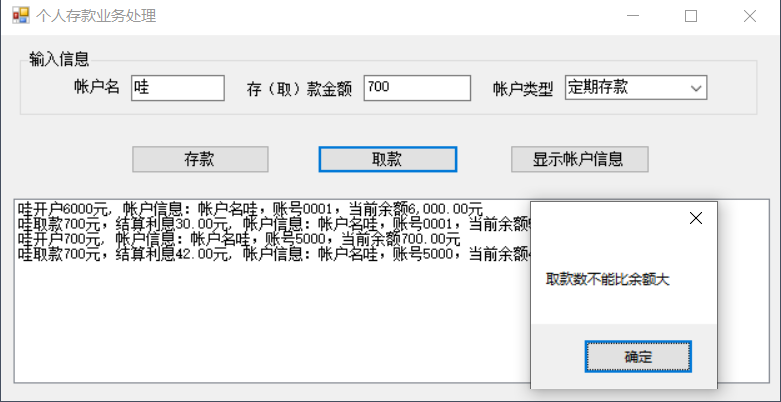 个人存款业务处理
输入信息
帐户名 哇 存（取）款金额 700 帐户类型 定期存款
存款 取款 显示帐户信息
哇开户6000元, 帐户信息: 帐户名哇, 账号0001, 当前余额6,000.00元
哇取款700元, 结算利息30.00元, 帐户信息: 帐户名哇, 账号0001, 当前余额
哇开户700元, 帐户信息: 帐户名哇, 账号5000, 当前余额700.00元
哇取款700元, 结算利息42.00元, 帐户信息: 帐户名哇, 账号5000, 当前余额4
取款数不能比余额大
确定